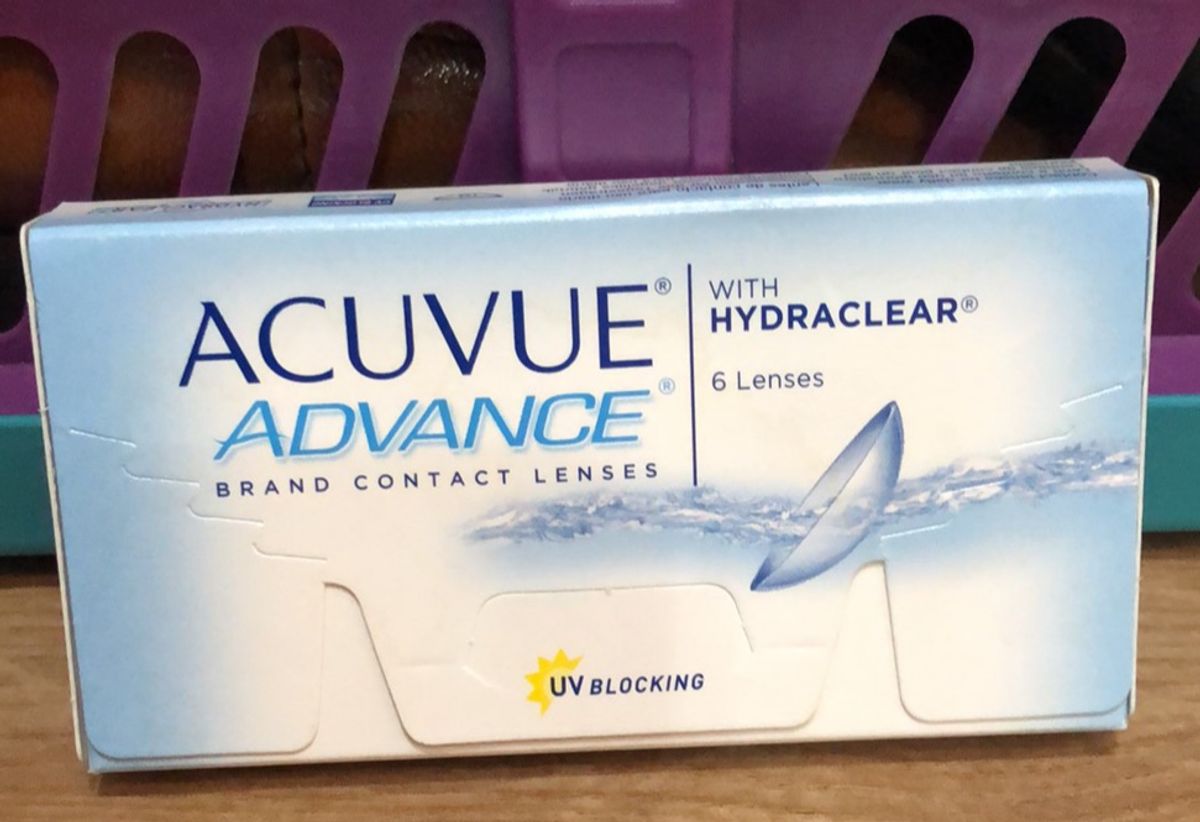 ACUVUE®
ADVANCE®
BRAND CONTACT LENSES
WITH
HYDRACLEAR®
6 Lenses
UV BLOCKING